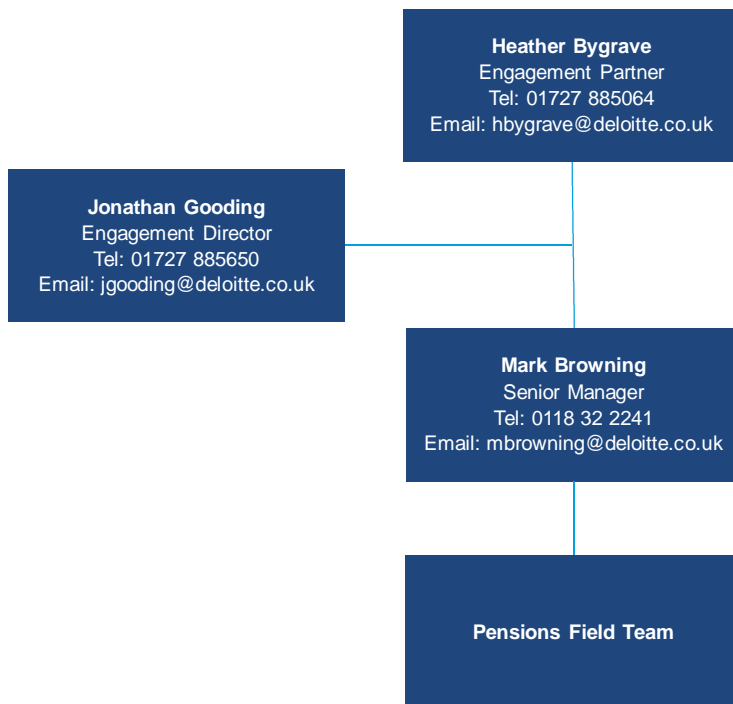 Heather Bygrave
Engagement Partner
Tel: 01727 885064
Email: hbygrave@deloitte.co.uk
Jonathan Gooding
Engagement Director
Tel: 01727 885650
Email: jgooding@deloitte.co.uk
Mark Browning
Senior Manager
Tel: 0118 32 2241
Email: mbrowning@deloitte.co.uk
Pensions Field Team